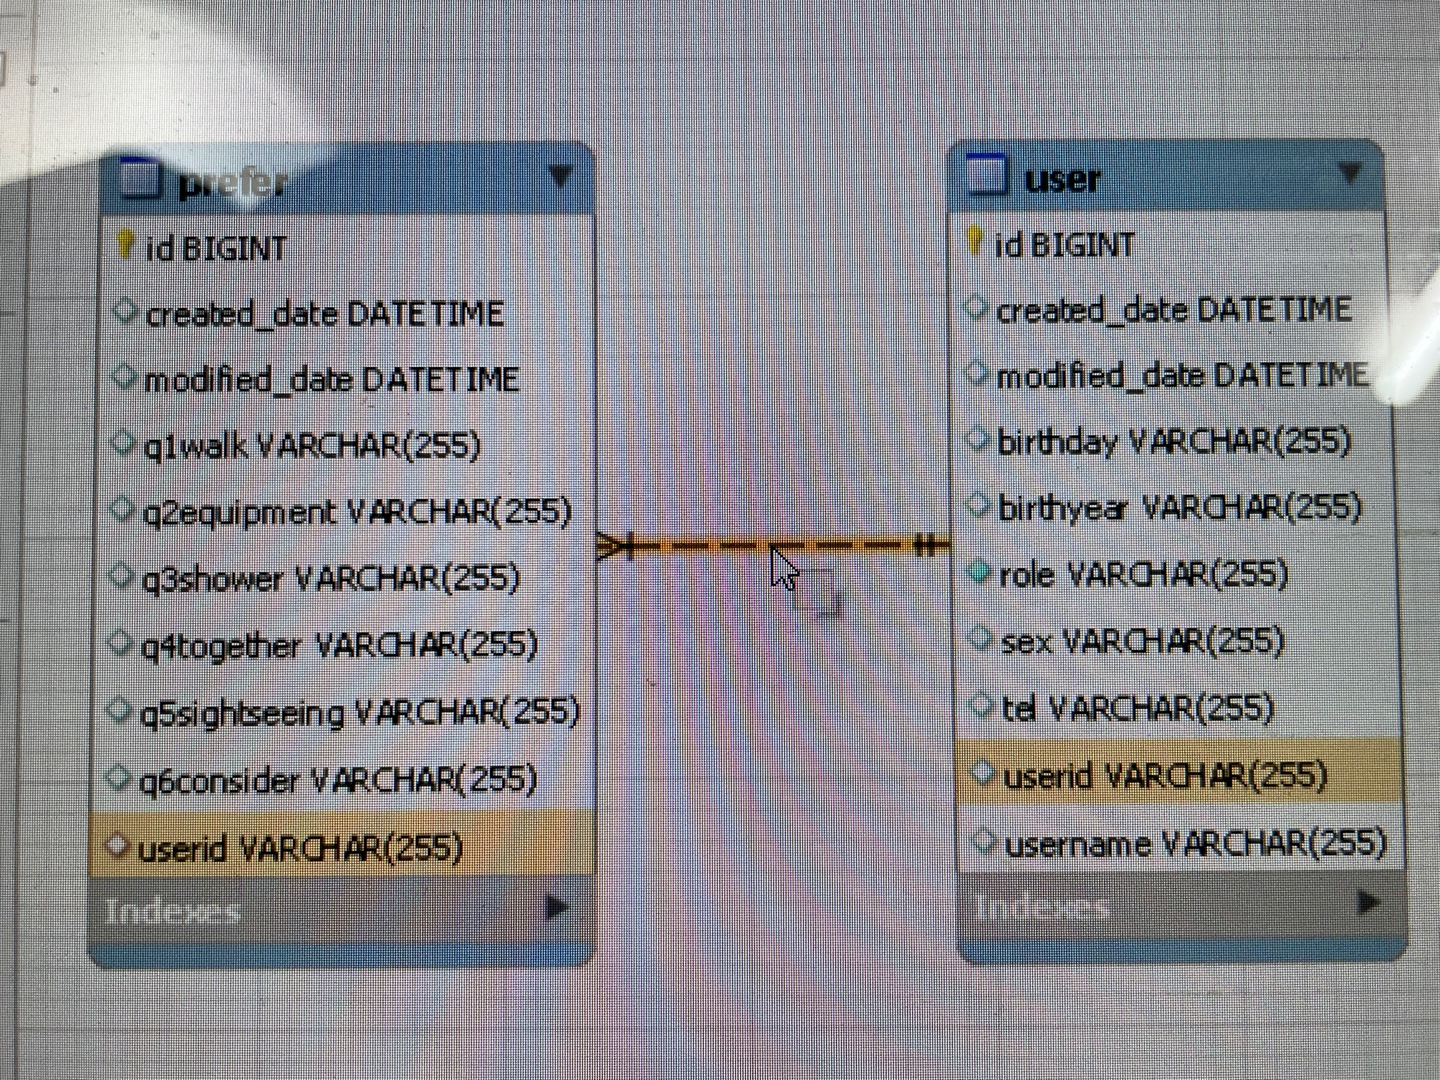 prefer
id BIGINT
created_date DATETIME
modified_date DATETIME
q1walk VARCHAR(255)
q2equipment VARCHAR(255)
q3shower VARCHAR(255)
q4together VARCHAR(255)
q5sightseeing VARCHAR(255)
q6consider VARCHAR(255)
userid VARCHAR(255)
Indexes
user
id BIGINT
created_date DATETIME
modified_date DATETIME
birthday VARCHAR(255)
birthyear VARCHAR(255)
role VARCHAR(255)
sex VARCHAR(255)
tel VARCHAR(255)
userid VARCHAR(255)
username VARCHAR(255)
Indexes